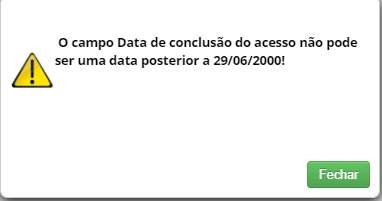 O campo Data de conclusão do acesso não pode
ser uma data posterior a 29/06/2000!
Fechar